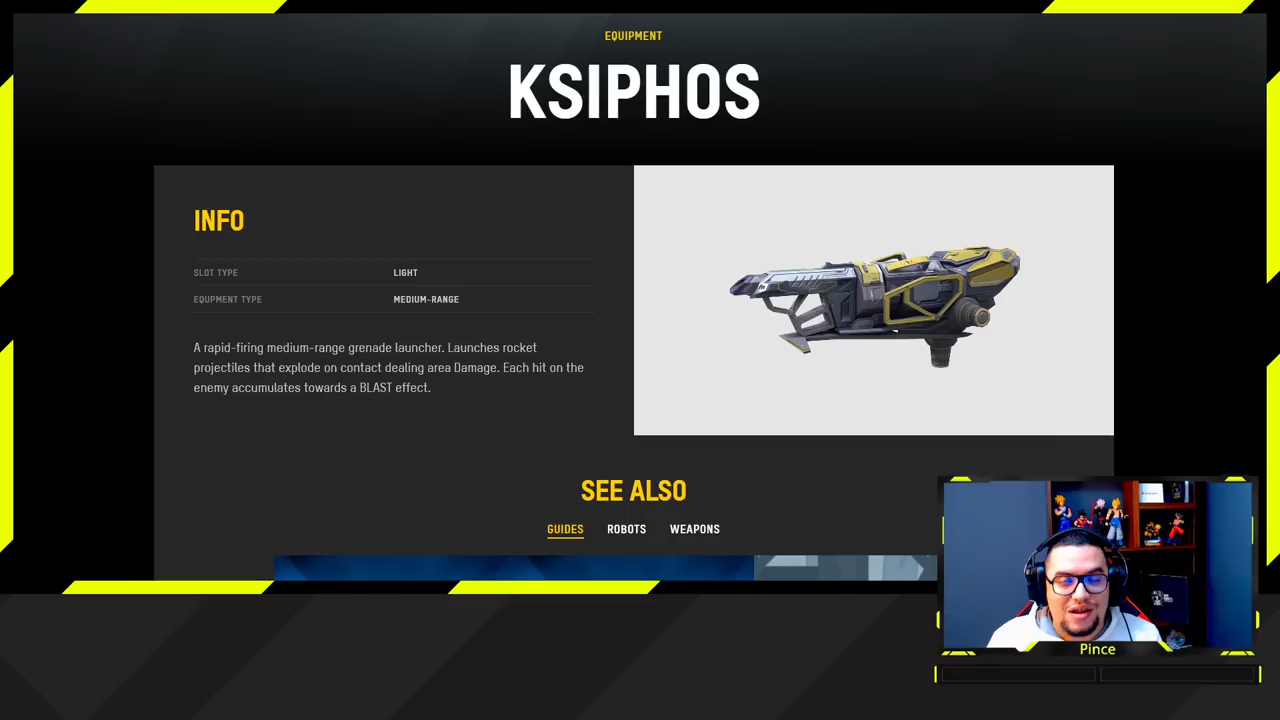 EQUIPMENT
KSIPHOS
INFO
SLOT TYPE LIGHT
EQUPMENT TYPE MEDIUM-RANGE
A rapid-firing medium-range grenade launcher. Launches rocket
projectiles that explode on contact dealing area Damage. Each hit on the
enemy accumulates towards a BLAST effect.
SEE ALSO
GUIDES ROBOTS WEAPONS
Pince